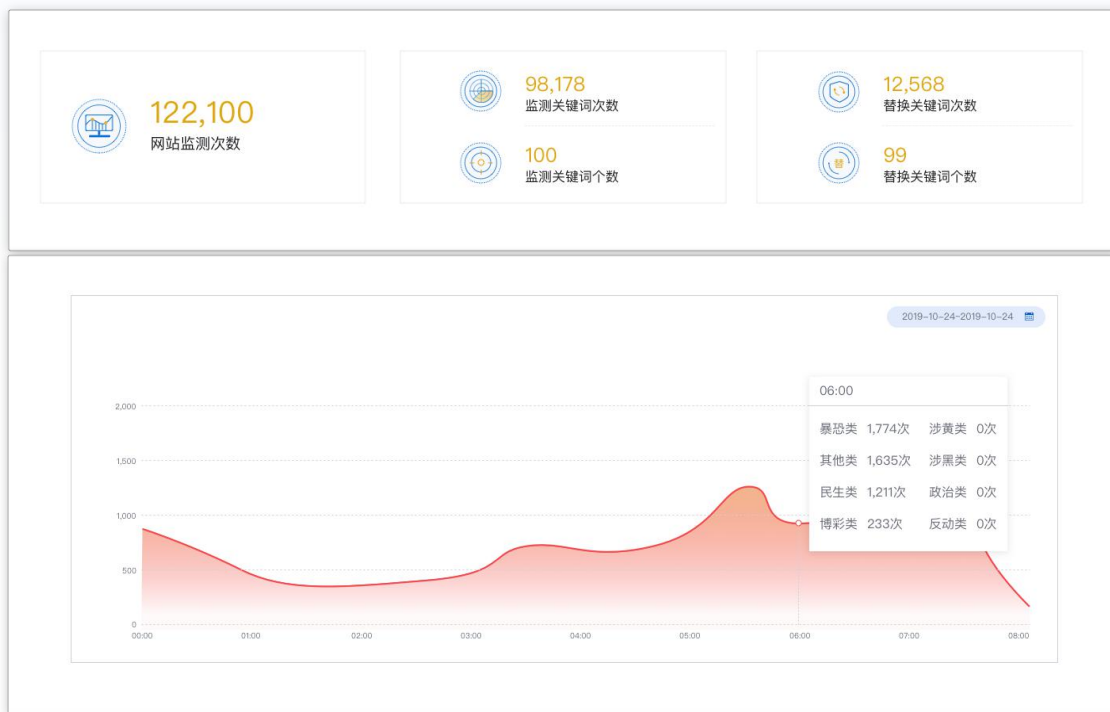 122,100
网站监测次数
98,178
监测关键词次数
100
监测关键词个数
12,568
替换关键词次数
替
99
替换关键词个数
2019-10-24~2019-10-24
06:00
暴恐类 1,774次 涉黄类 0次
其他类 1,635次 涉黑类 0次
民生类 1,211次 政治类 0次
博彩类 233次 反动类 0次
2,000
1,500
1,000
500
0
00:00 01:00 02:00 03:00 04:00 05:00 06:00 07:00 08:00